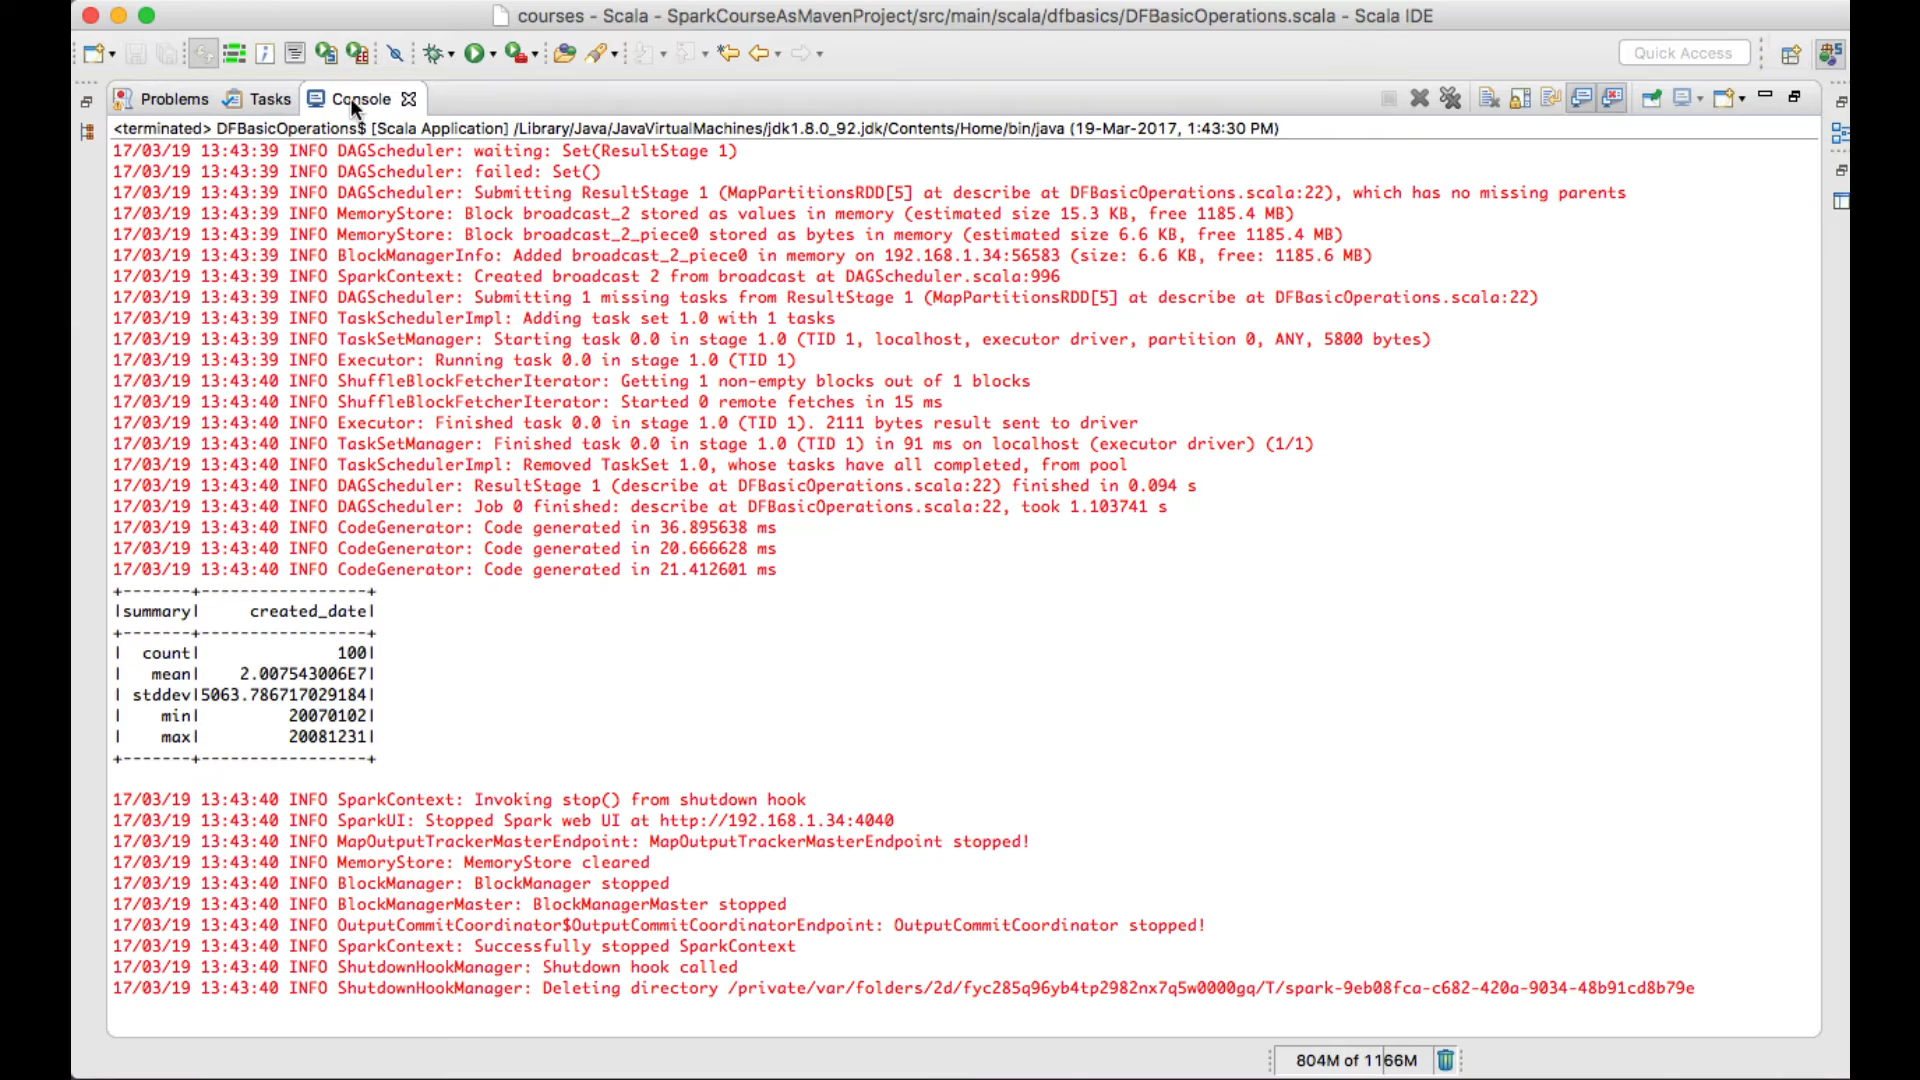 courses - Scala - SparkCourseAsMavenProject/src/main/scala/dfbasics/DFBasicOperations.scala - Scala IDE
Quick Access
Problems Tasks Console
<terminated> DFBasicOperations$ [Scala Application] /Library/Java/JavaVirtualMachines/jdk1.8.0_92.jdk/Contents/Home/bin/java (19-Mar-2017, 1:43:30 PM)
17/03/19 13:43:39 INFO DAGScheduler: waiting: Set(ResultStage 1)
17/03/19 13:43:39 INFO DAGScheduler: failed: Set()
17/03/19 13:43:39 INFO DAGScheduler: Submitting ResultStage 1 (MapPartitionsRDD[5] at describe at DFBasicOperations.scala:22), which has no missing parents
17/03/19 13:43:39 INFO MemoryStore: Block broadcast_2 stored as values in memory (estimated size 15.3 KB, free 1185.4 MB)
17/03/19 13:43:39 INFO MemoryStore: Block broadcast_2_piece0 stored as bytes in memory (estimated size 6.6 KB, free 1185.4 MB)
17/03/19 13:43:39 INFO BlockManagerInfo: Added broadcast_2_piece0 in memory on 192.168.1.34:56583 (size: 6.6 KB, free: 1185.6 MB)
17/03/19 13:43:39 INFO SparkContext: Created broadcast 2 from broadcast at DAGScheduler.scala:996
17/03/19 13:43:39 INFO DAGScheduler: Submitting 1 missing tasks from ResultStage 1 (MapPartitionsRDD[5] at describe at DFBasicOperations.scala:22)
17/03/19 13:43:39 INFO TaskSchedulerImpl: Adding task set 1.0 with 1 tasks
17/03/19 13:43:39 INFO TaskSetManager: Starting task 0.0 in stage 1.0 (TID 1, localhost, executor driver, partition 0, ANY, 5800 bytes)
17/03/19 13:43:39 INFO Executor: Running task 0.0 in stage 1.0 (TID 1)
17/03/19 13:43:40 INFO ShuffleBlockFetcherIterator: Getting 1 non-empty blocks out of 1 blocks
17/03/19 13:43:40 INFO ShuffleBlockFetcherIterator: Started 0 remote fetches in 15 ms
17/03/19 13:43:40 INFO Executor: Finished task 0.0 in stage 1.0 (TID 1). 2111 bytes result sent to driver
17/03/19 13:43:40 INFO TaskSetManager: Finished task 0.0 in stage 1.0 (TID 1) in 91 ms on localhost (executor driver) (1/1)
17/03/19 13:43:40 INFO TaskSchedulerImpl: Removed TaskSet 1.0, whose tasks have all completed, from pool
17/03/19 13:43:40 INFO DAGScheduler: ResultStage 1 (describe at DFBasicOperations.scala:22) finished in 0.094 s
17/03/19 13:43:40 INFO DAGScheduler: Job 0 finished: describe at DFBasicOperations.scala:22, took 1.103741 s
17/03/19 13:43:40 INFO CodeGenerator: Code generated in 36.895638 ms
17/03/19 13:43:40 INFO CodeGenerator: Code generated in 20.666628 ms
17/03/19 13:43:40 INFO CodeGenerator: Code generated in 21.412601 ms
+-------+-----------------+
|summary|     created_date|
+-------+-----------------+
|  count|              100|
|   mean|    2.007543006E7|
| stddev|5063.786717029184|
|    min|         20070102|
|    max|         20081231|
+-------+-----------------+
17/03/19 13:43:40 INFO SparkContext: Invoking stop() from shutdown hook
17/03/19 13:43:40 INFO SparkUI: Stopped Spark web UI at http://192.168.1.34:4040
17/03/19 13:43:40 INFO MapOutputTrackerMasterEndpoint: MapOutputTrackerMasterEndpoint stopped!
17/03/19 13:43:40 INFO MemoryStore: MemoryStore cleared
17/03/19 13:43:40 INFO BlockManager: BlockManager stopped
17/03/19 13:43:40 INFO BlockManagerMaster: BlockManagerMaster stopped
17/03/19 13:43:40 INFO OutputCommitCoordinator$OutputCommitCoordinatorEndpoint: OutputCommitCoordinator stopped!
17/03/19 13:43:40 INFO SparkContext: Successfully stopped SparkContext
17/03/19 13:43:40 INFO ShutdownHookManager: Shutdown hook called
17/03/19 13:43:40 INFO ShutdownHookManager: Deleting directory /private/var/folders/2d/fyc285q96yb4tp2982nx7q5w0000gq/T/spark-9eb08fca-c682-420a-9034-48b91cd8b79e
804M of 1166M